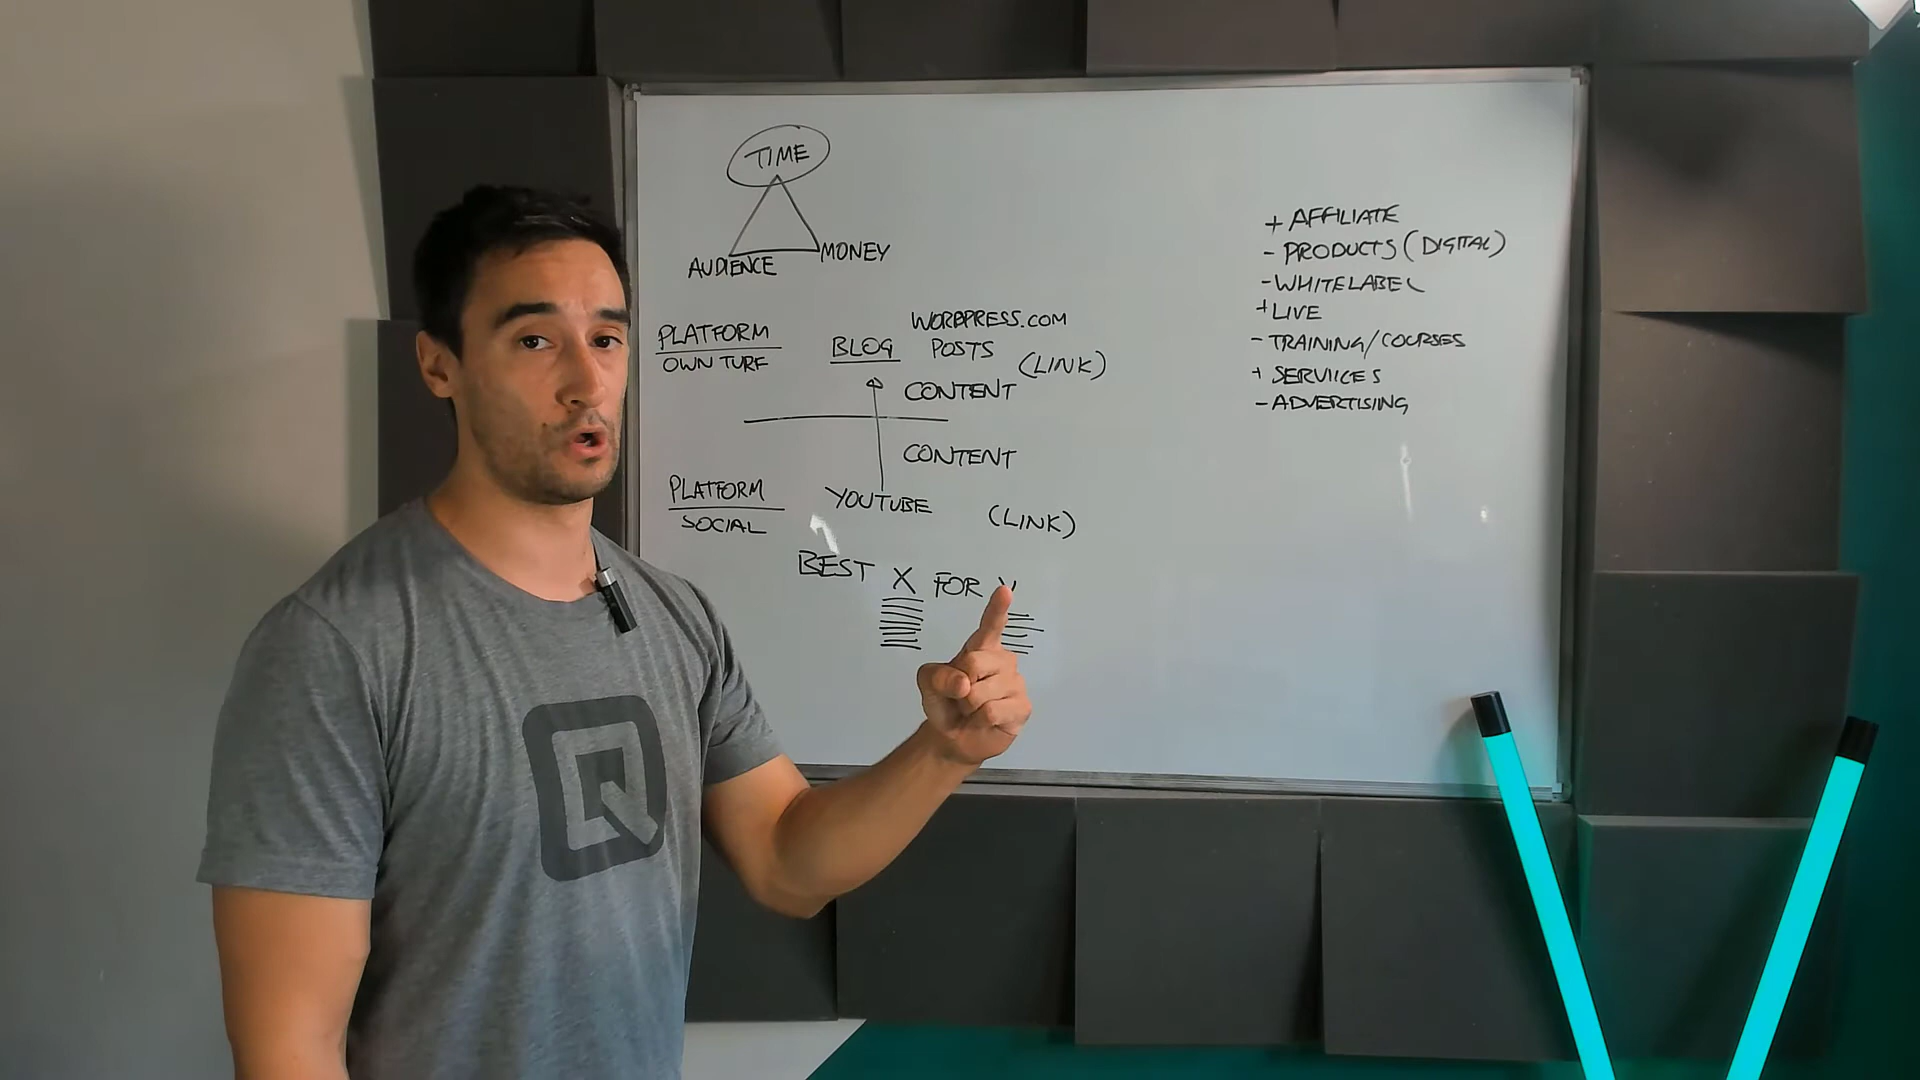 TIME
AUDIENCE
MONEY
PLATFORM
OWN TURF
BLOG
WORDPRESS.COM
POSTS
(LINK)
CONTENT
CONTENT
PLATFORM
SOCIAL
YOUTUBE
(LINK)
BEST X FOR
+ AFFILIATE
- PRODUCTS (DIGITAL)
- WHITELABEL
+ LIVE
- TRAINING/COURSES
+ SERVICES
- ADVERTISING